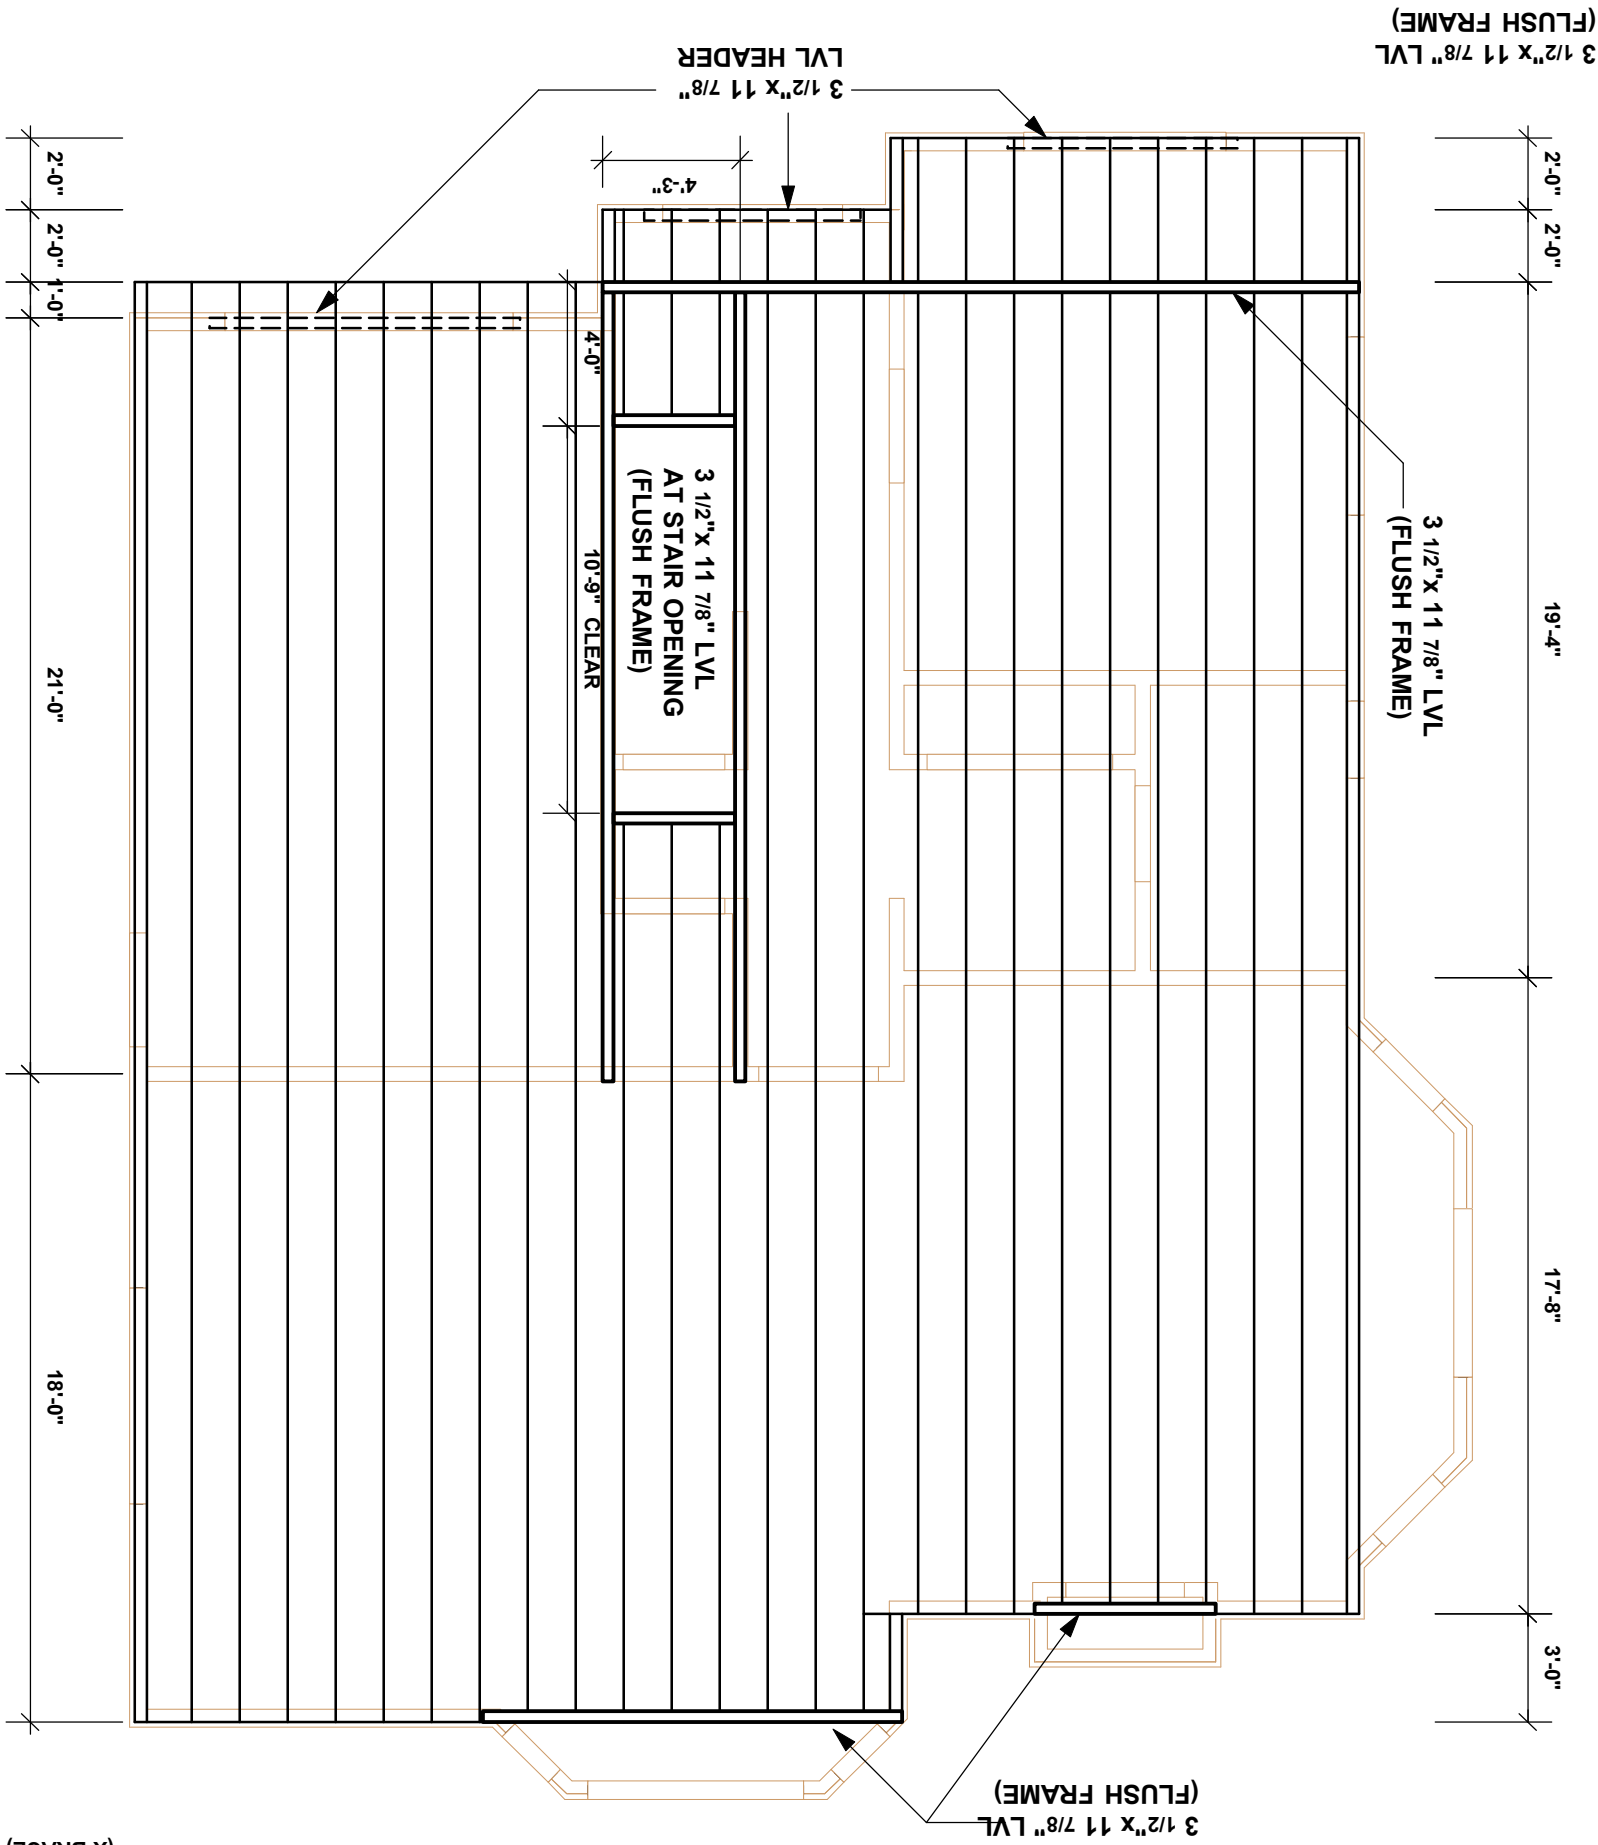 3 1/2"x 11 7/8" LVL
(FLUSH FRAME)
3 1/2"x 11 7/8"
LVL HEADER
2'-0"
2'-0"
1'-0"
21'-0"
18'-0"
4'-3"
4'-0"
10'-9" CLEAR
3 1/2"x 11 7/8" LVL
AT STAIR OPENING
(FLUSH FRAME)
3 1/2"x 11 7/8" LVL
(FLUSH FRAME)
2'-0"
2'-0"
19'-4"
17'-8"
3'-0"
3 1/2"x 11 7/8" LVL
(FLUSH FRAME)